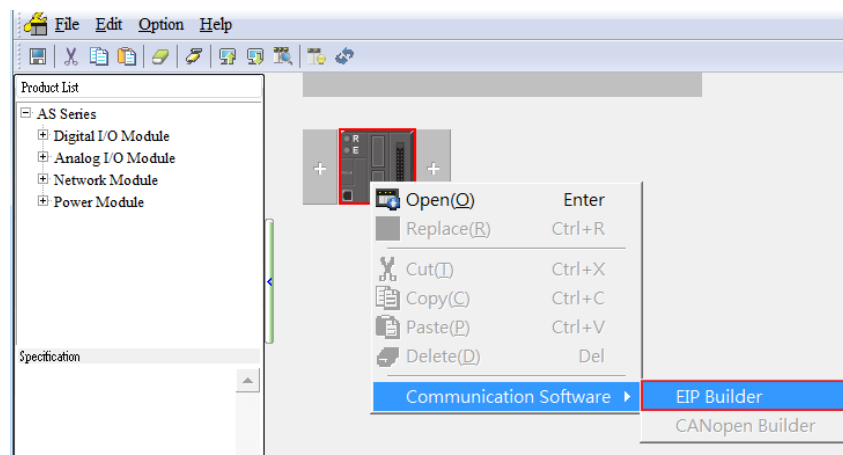 File Edit Option Help
Product List
AS Series
Digital I/O Module
Analog I/O Module
Network Module
Power Module
Specification
R
E
Open(O) Enter
Replace(R) Ctrl+R
Cut(T) Ctrl+X
Copy(C) Ctrl+C
Paste(P) Ctrl+V
Delete(D) Del
Communication Software
EIP Builder
CANopen Builder